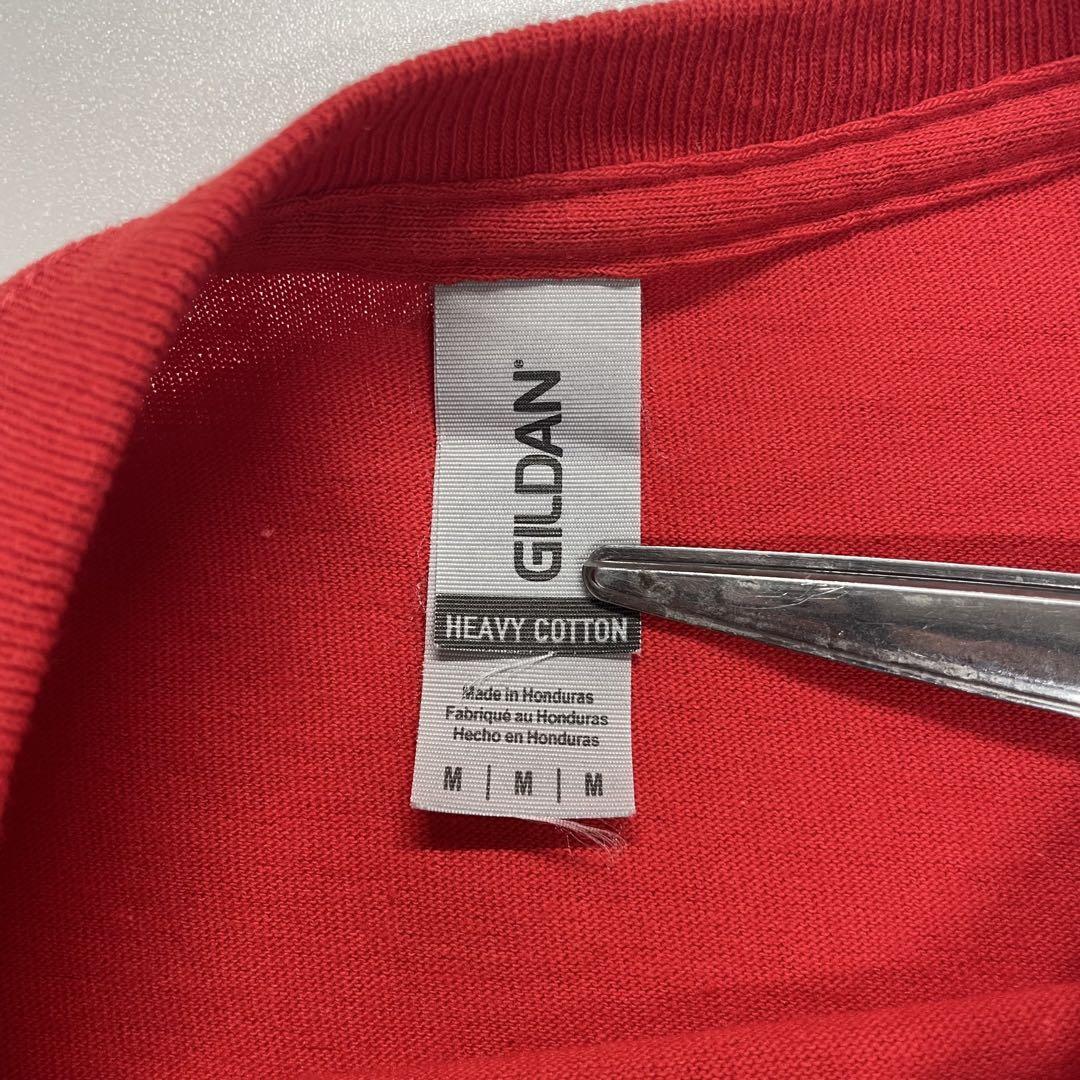 GILDAN®
HEAVY COTTON
Made in Honduras
Fabriqué au Honduras
Hecho en Honduras
M | M | M